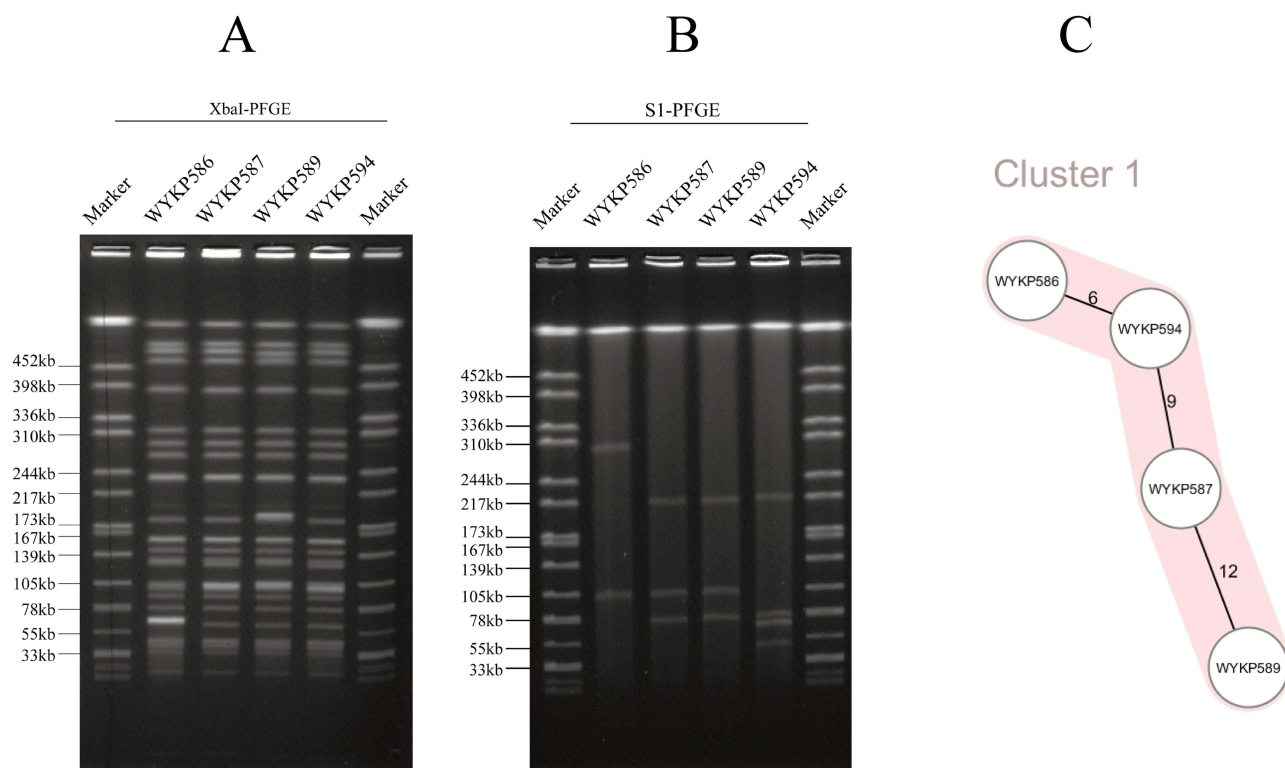 A
B
C
XbaI-PFGE
Marker
WYKP586
WYKP587
WYKP589
WYKP594
Marker
452kb
398kb
336kb
310kb
244kb
217kb
173kb
167kb
139kb
105kb
78kb
55kb
33kb
S1-PFGE
Marker
WYKP586
WYKP587
WYKP589
WYKP594
Marker
452kb
398kb
336kb
310kb
244kb
217kb
173kb
167kb
139kb
105kb
78kb
55kb
33kb
Cluster 1
WYKP586
6
WYKP594
9
WYKP587
12
WYKP589